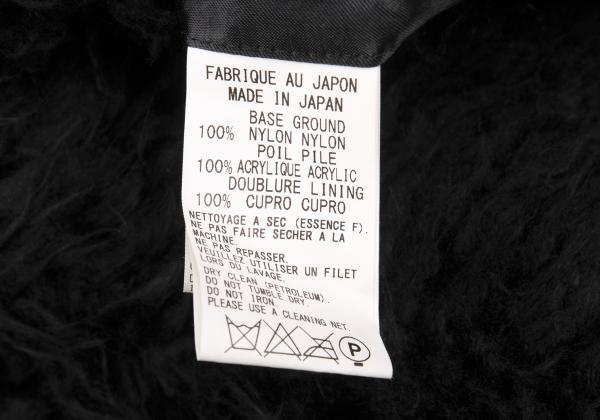 FABRIQUE AU JAPON
MADE IN JAPAN
BASE GROUND
100% NYLON NYLON
POIL PILE
100% ACRYLIQUE ACRYLIC
DOUBLURE LINING
100% CUPRO CUPRO
NETTOYAGE A SEC (ESSENCE F).
NE PAS FAIRE SECHER A LA
MACHINE.
NE PAS REPASSER.
VEUILLEZ UTILISER UN FILET
LORS DU LAVAGE.
DRY CLEAN (PETROLEUM).
DO NOT TUMBLE DRY.
DO NOT IRON.
PLEASE USE A CLEANING NET.
P